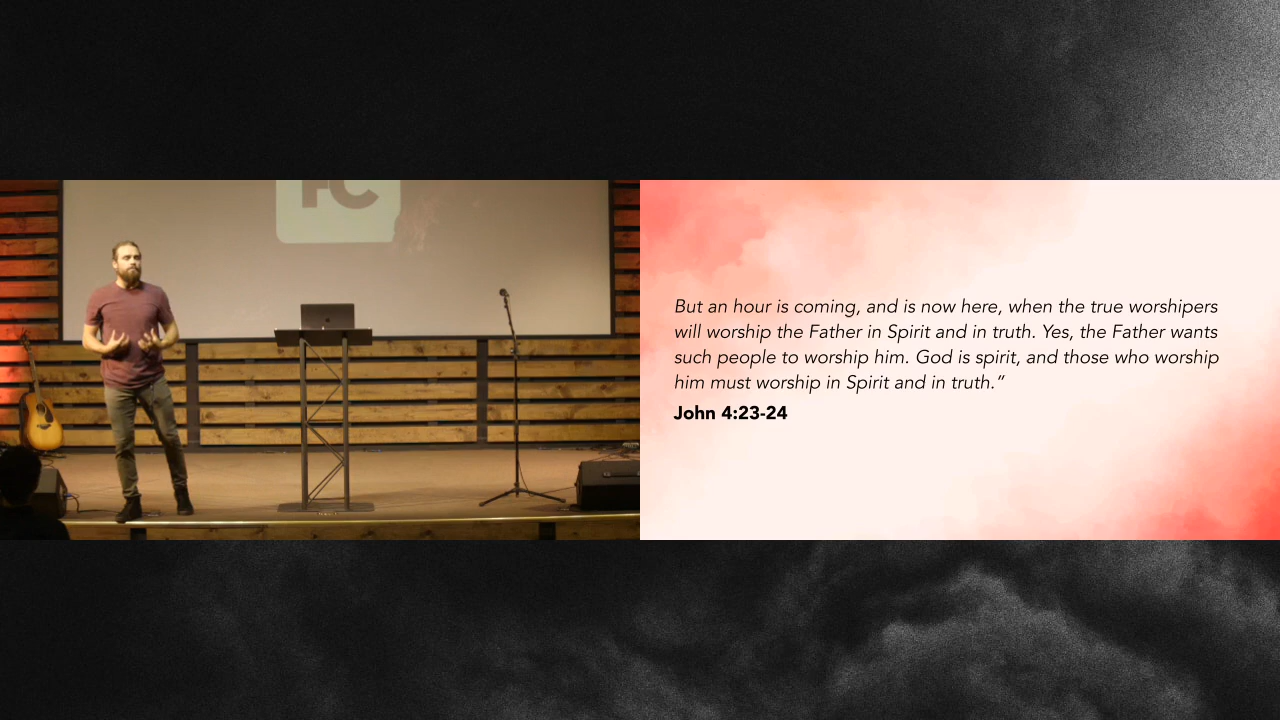 FC
But an hour is coming, and is now here, when the true worshipers
will worship the Father in Spirit and in truth. Yes, the Father wants
such people to worship him. God is spirit, and those who worship
him must worship in Spirit and in truth.”
John 4:23-24